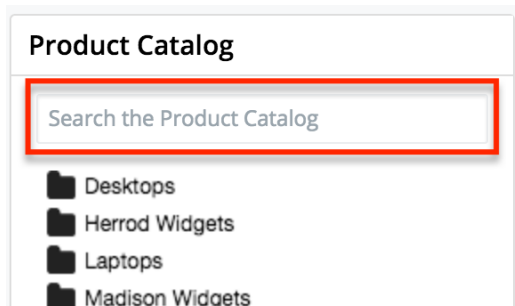 Product Catalog
Search the Product Catalog
Desktops
Herrod Widgets
Laptops
Madison Widgets